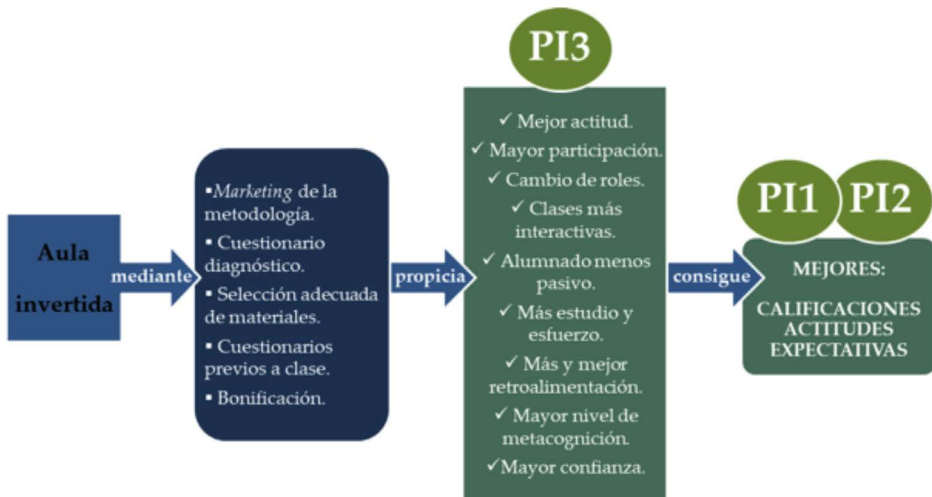 Aula
invertida
mediante
▪Marketing de la
metodología.
▪ Cuestionario
diagnóstico.
▪ Selección adecuada
de materiales.
▪ Cuestionarios
previos a clase.
▪ Bonificación.
propicia
PI3
✓ Mejor actitud.
✓ Mayor participación.
✓ Cambio de roles.
✓ Clases más
interactivas.
✓ Alumnado menos
pasivo.
✓ Más estudio y
esfuerzo.
✓ Más y mejor
retroalimentación.
✓ Mayor nivel de
metacognición.
✓Mayor confianza.
consigue
PI1
PI2
MEJORES:
CALIFICACIONES
ACTITUDES
EXPECTATIVAS